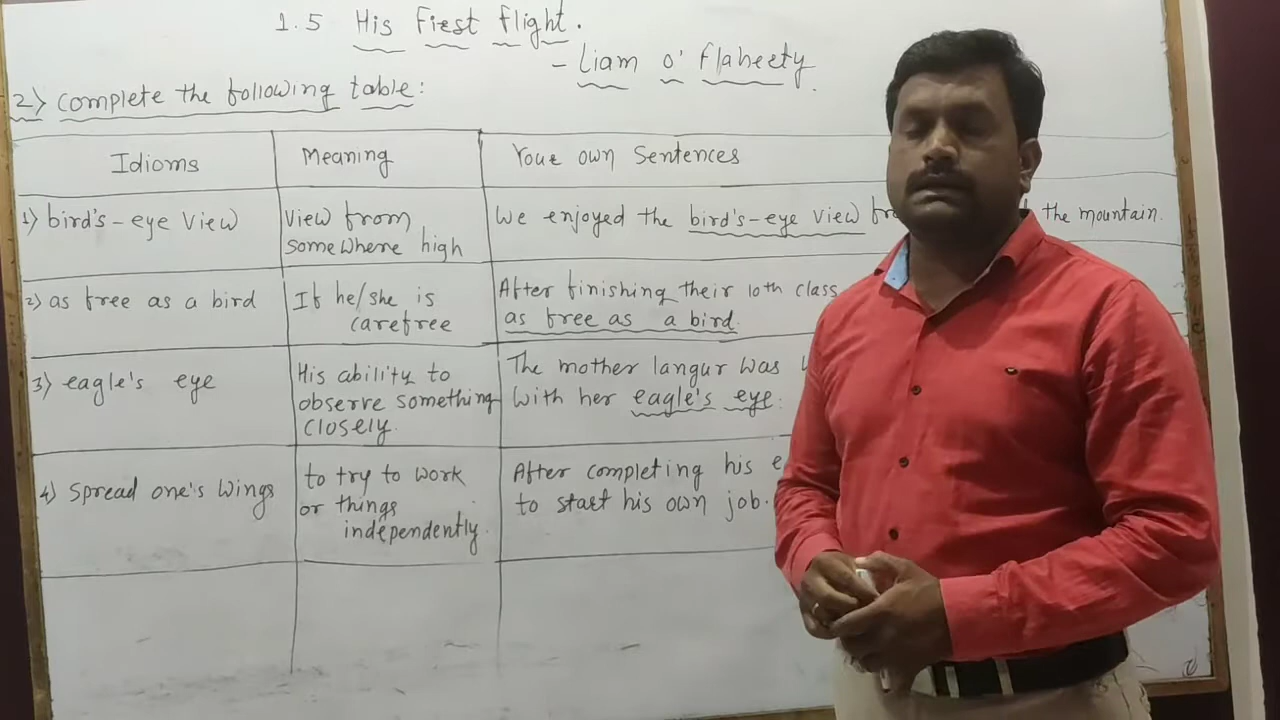 1.5 His First flight.
- Liam o' Flaherty.
2) Complete the following table:
Idioms
Meaning
Your own Sentences
1) bird's-eye view
View from
somewhere high
We enjoyed the bird's-eye view the mountain.
2) as free as a bird
If he/she is
carefree
After finishing their 10th class
as free as a bird.
3) eagle's eye
His ability to
observe something
closely.
The mother langur was
with her eagle's eye.
4) Spread one's wings
to try to work
or things
independently.
After completing his
to start his own job.